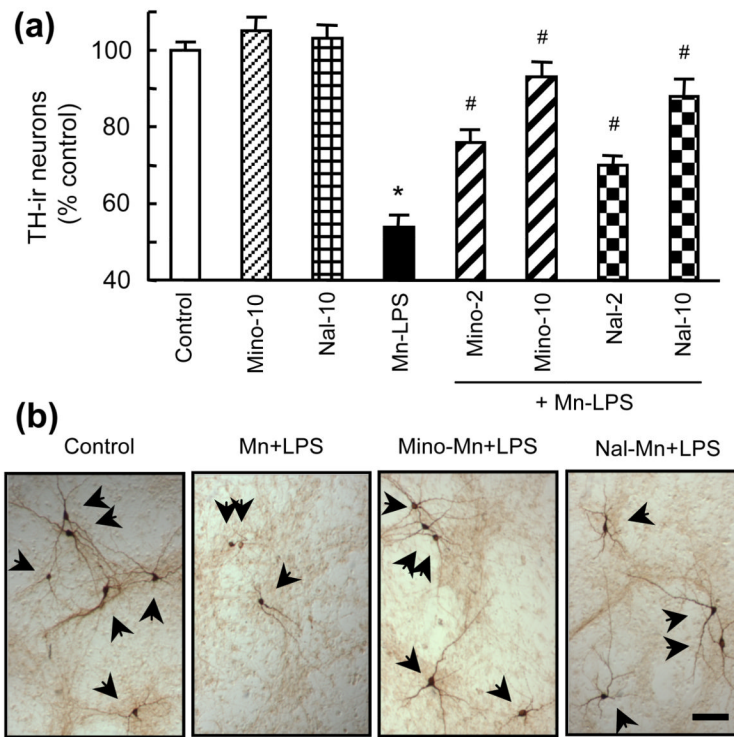 (a)
TH-ir neurons
(% control)
100
80
60
40
*
#
#
#
#
Control
Mino-10
Nal-10
Mn-LPS
Mino-2
Mino-10
Nal-2
Nal-10
+ Mn-LPS
(b)
Control
Mn+LPS
Mino-Mn+LPS
Nal-Mn+LPS